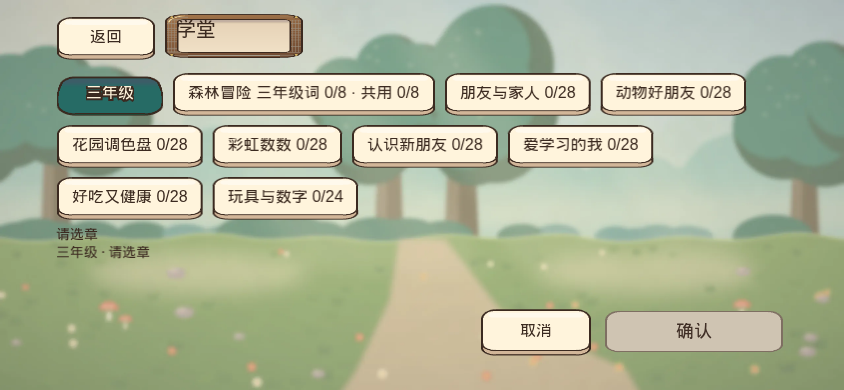 返回
学堂
三年级
森林冒险 三年级词 0/8 · 共用 0/8
朋友与家人 0/28
动物好朋友 0/28
花园调色盘 0/28
彩虹数数 0/28
认识新朋友 0/28
爱学习的我 0/28
好吃又健康 0/28
玩具与数字 0/24
请选章
三年级 · 请选章
取消
确认